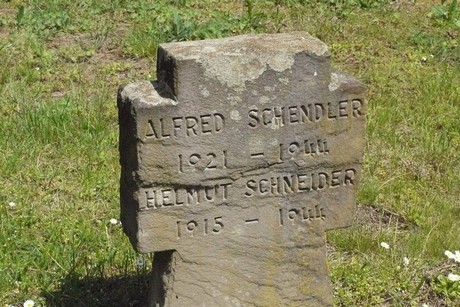 ALFRED SCHENDLER
1921 - 1944
HELMUT SCHNEIDER
1915 - 1944